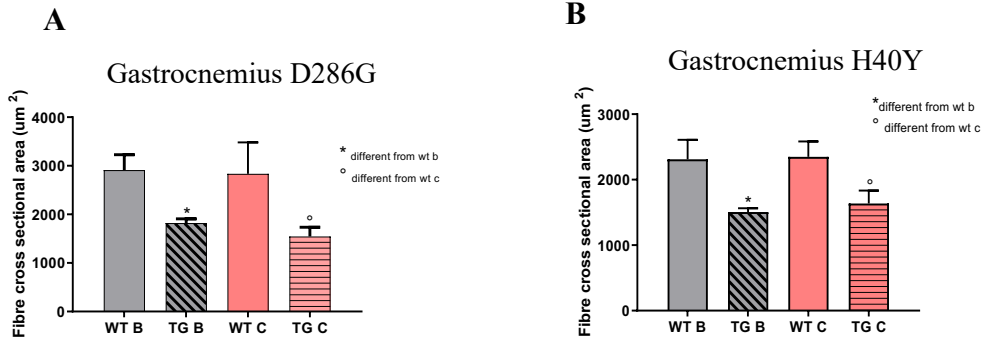 A
Gastrocnemius D286G
Fibre cross sectional area (um 2)
4000
3000
2000
1000
0
* different from wt b
° different from wt c
*
°
WT B TG B WT C TG C
B
Gastrocnemius H40Y
Fibre cross sectional area (um 2)
3000
2000
1000
0
* different from wt b
° different from wt c
*
°
WT B TG B WT C TG C